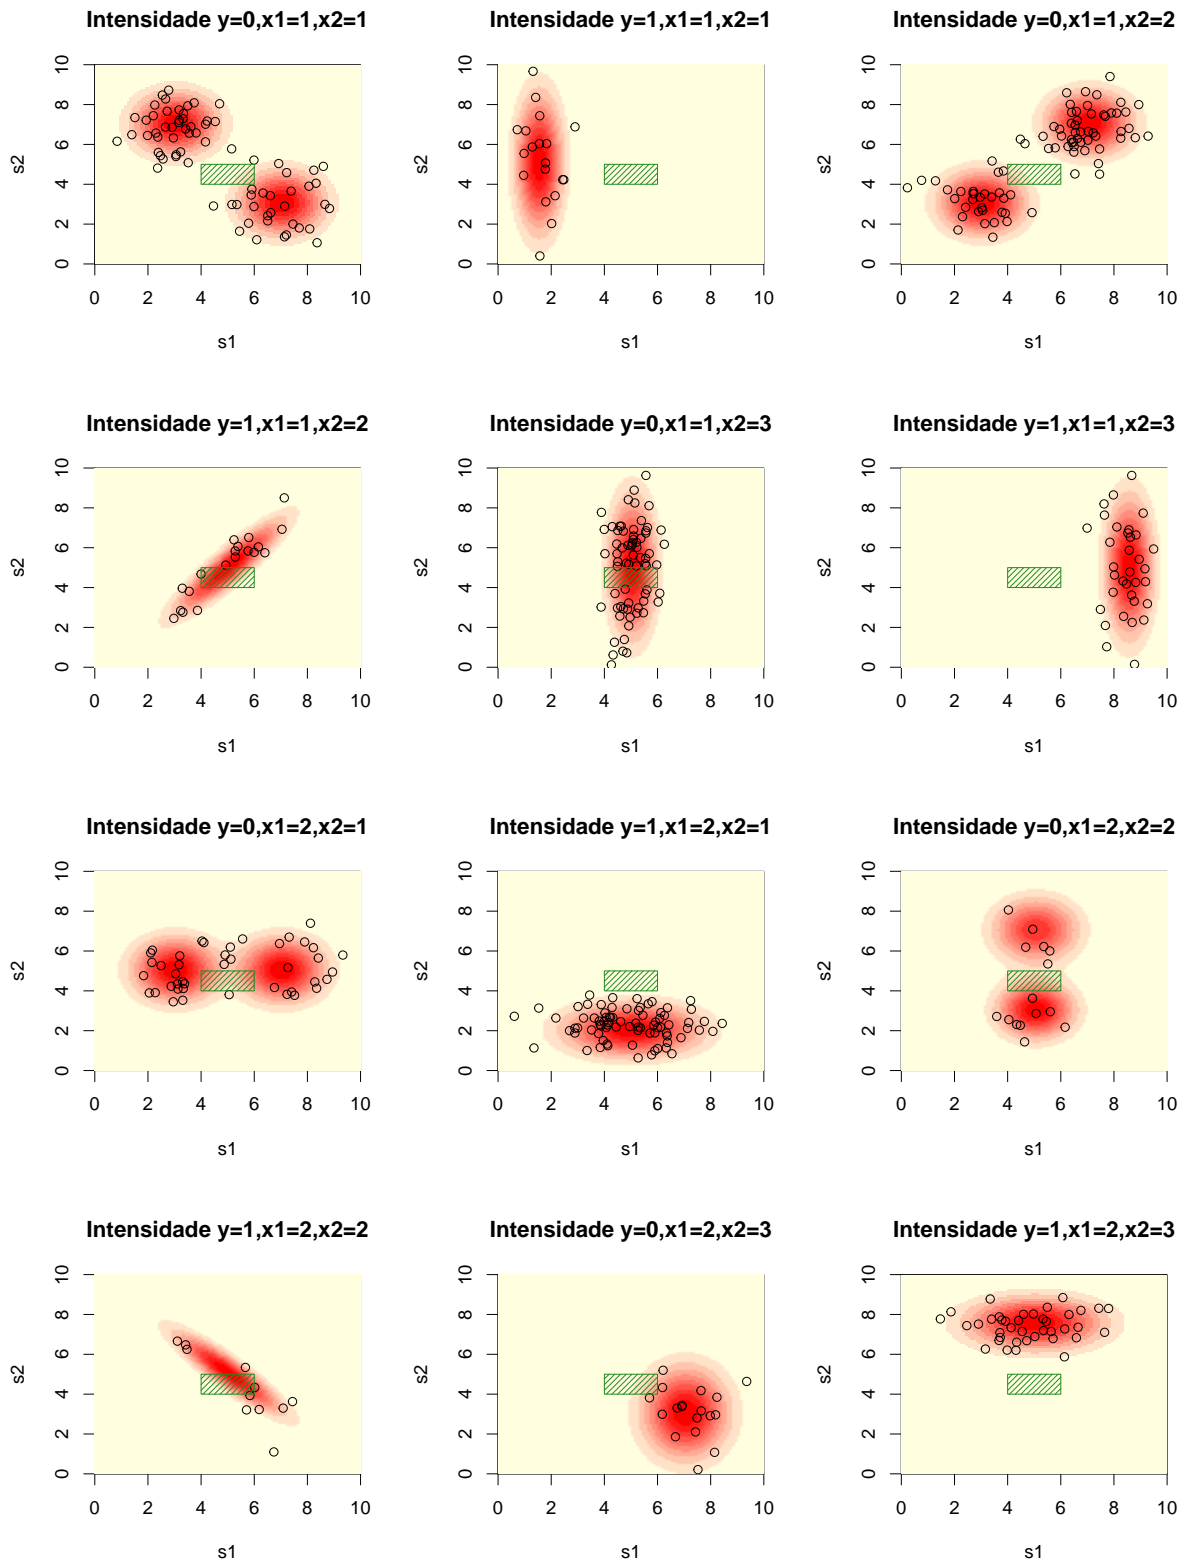 Intensidade y=0,x1=1,x2=1
10
8
6
4
2
0
s2
0 2 4 6 8 10
s1
Intensidade y=1,x1=1,x2=1
10
8
6
4
2
0
s2
0 2 4 6 8 10
s1
Intensidade y=0,x1=1,x2=2
10
8
6
4
2
0
s2
0 2 4 6 8 10
s1
Intensidade y=1,x1=1,x2=2
10
8
6
4
2
0
s2
0 2 4 6 8 10
s1
Intensidade y=0,x1=1,x2=3
10
8
6
4
2
0
s2
0 2 4 6 8 10
s1
Intensidade y=1,x1=1,x2=3
10
8
6
4
2
0
s2
0 2 4 6 8 10
s1
Intensidade y=0,x1=2,x2=1
10
8
6
4
2
0
s2
0 2 4 6 8 10
s1
Intensidade y=1,x1=2,x2=1
10
8
6
4
2
0
s2
0 2 4 6 8 10
s1
Intensidade y=0,x1=2,x2=2
10
8
6
4
2
0
s2
0 2 4 6 8 10
s1
Intensidade y=1,x1=2,x2=2
10
8
6
4
2
0
s2
0 2 4 6 8 10
s1
Intensidade y=0,x1=2,x2=3
10
8
6
4
2
0
s2
0 2 4 6 8 10
s1
Intensidade y=1,x1=2,x2=3
10
8
6
4
2
0
s2
0 2 4 6 8 10
s1